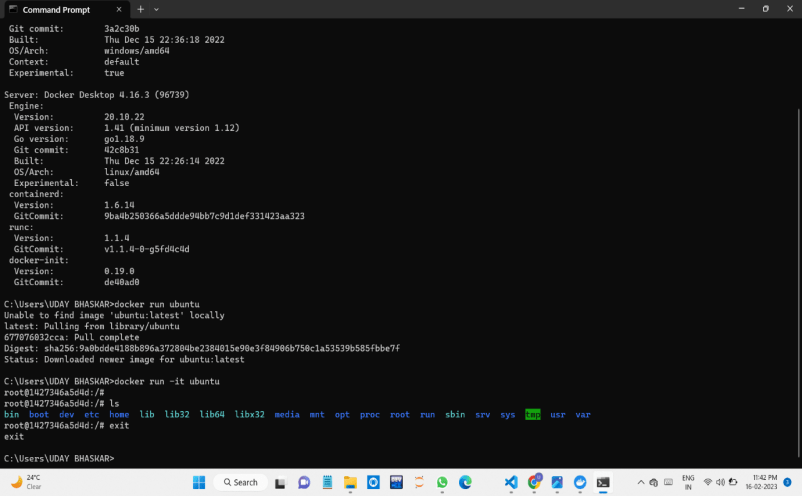 Command Prompt
Git commit: 3a2c30b
Built: Thu Dec 15 22:36:18 2022
OS/Arch: windows/amd64
Context: default
Experimental: true
Server: Docker Desktop 4.16.3 (96739)
Engine:
Version: 20.10.22
API version: 1.41 (minimum version 1.12)
Go version: go1.18.9
Git commit: 42c8b31
Built: Thu Dec 15 22:26:14 2022
OS/Arch: linux/amd64
Experimental: false
containerd:
Version: 1.6.14
GitCommit: 9ba4b250366a5ddde94bb7c9d1def331423aa323
runc:
Version: 1.1.4
GitCommit: v1.1.4-0-g5fd4c4d
docker-init:
Version: 0.19.0
GitCommit: de40ad0
C:\Users\UDAY BHASKAR>docker run ubuntu
Unable to find image 'ubuntu:latest' locally
latest: Pulling from library/ubuntu
677076032cca: Pull complete
Digest: sha256:9a0bdde4188b896a372804be2384015e90e3f84906b750c1a53539b585fbbe7f
Status: Downloaded newer image for ubuntu:latest
C:\Users\UDAY BHASKAR>docker run -it ubuntu
root@1427346a5d4d:/#
root@1427346a5d4d:/# ls
bin boot dev etc home lib lib32 lib64 libx32 media mnt opt proc root run sbin srv sys tmp usr var
root@1427346a5d4d:/# exit
exit
C:\Users\UDAY BHASKAR>
24°C
Clear
Search
ENG
IN
11:42 PM
16-02-2023